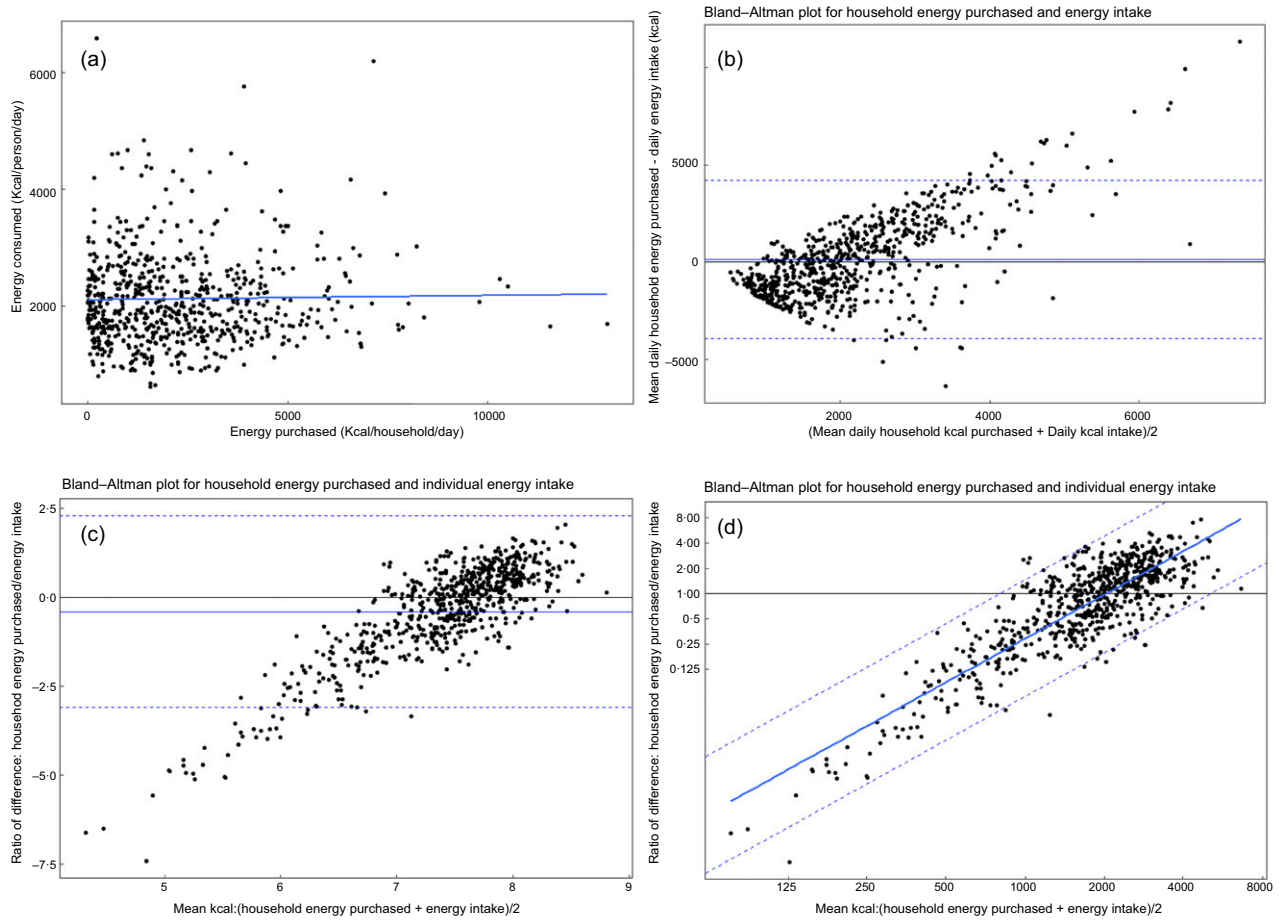 (a)
6000
4000
2000
Energy consumed (Kcal/person/day)
0
5000
10000
Energy purchased (Kcal/household/day)
Bland–Altman plot for household energy purchased and energy intake
(b)
5000
0
–5000
Mean daily household energy purchased - daily energy intake (kcal)
2000
4000
6000
(Mean daily household kcal purchased + Daily kcal intake)/2
Bland–Altman plot for household energy purchased and individual energy intake
(c)
2·5
0·0
–2·5
–5·0
–7·5
Ratio of difference: househod energy purchased/energy intake
5
6
7
8
9
Mean kcal:(household energy purchased + energy intake)/2
Bland–Altman plot for household energy purchased and individual energy intake
(d)
8·00
4·00
2·00
1·00
0·5
0·25
0·125
Ratio of difference: househod energy purchased/energy intake
125
250
500
1000
2000
4000
8000
Mean kcal:(household energy purchased + energy intake)/2